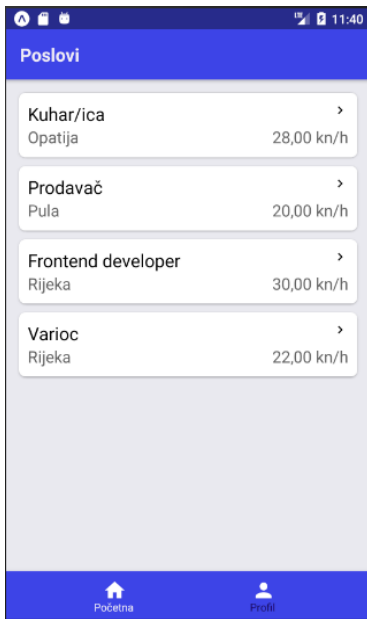 LTE 11:40
Poslovi
Kuhar/ica
Opatija 28,00 kn/h
Prodavač
Pula 20,00 kn/h
Frontend developer
Rijeka 30,00 kn/h
Varioc
Rijeka 22,00 kn/h
Početna Profil